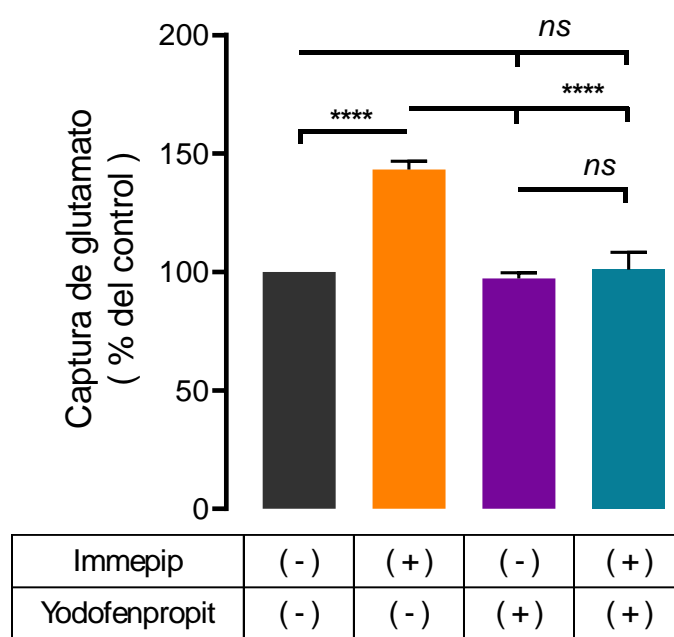 200
150
100
50
0
Captura de glutamato
( % del control )
ns
****
****
ns
Immepip ( - ) ( + ) ( - ) ( + )
Yodofenpropit ( - ) ( - ) ( + ) ( + )